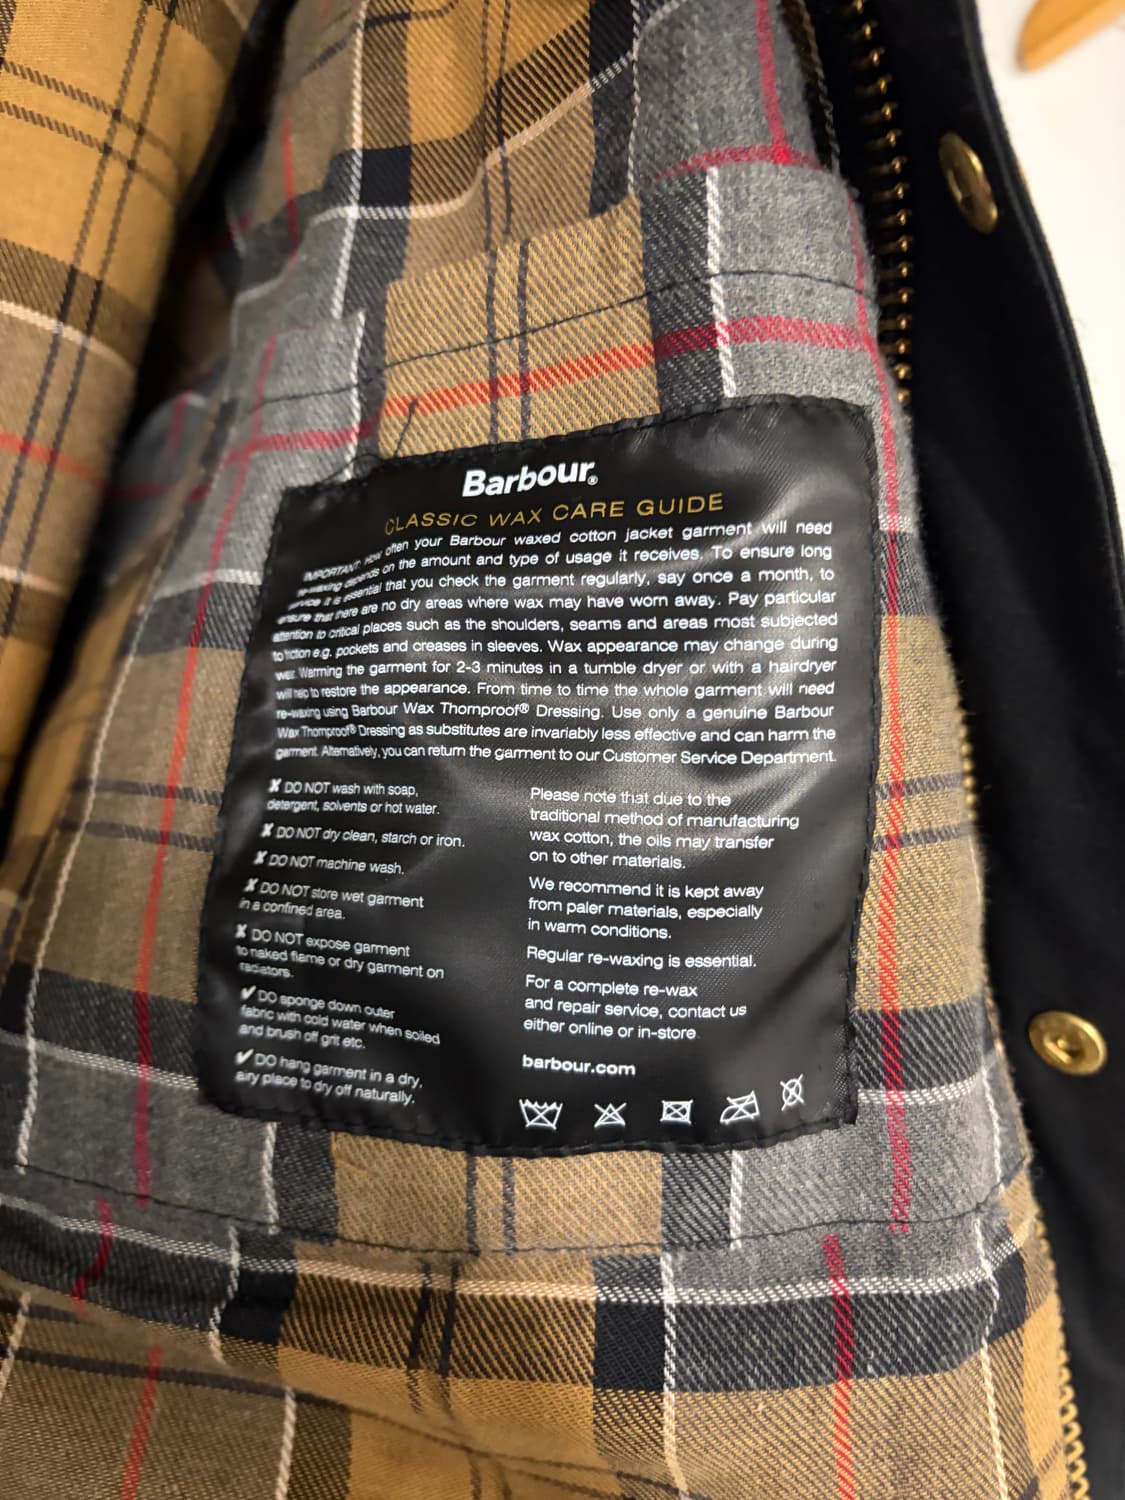 Barbour®
CLASSIC WAX CARE GUIDE
IMPORTANT: How often your Barbour waxed cotton jacket garment will need
re-waxing depends on the amount and type of usage it receives. To ensure long
service it is essential that you check the garment regularly, say once a month, to
ensure that there are no dry areas where wax may have worn away. Pay particular
attention to critical places such as the shoulders, seams and areas most subjected
to friction e.g. pockets and creases in sleeves. Wax appearance may change during
wear. Warming the garment for 2-3 minutes in a tumble dryer or with a hairdryer
will help to restore the appearance. From time to time the whole garment will need
re-waxing using Barbour Wax Thornproof® Dressing. Use only a genuine Barbour
Wax Thornproof® Dressing as substitutes are invariably less effective and can harm the
garment. Alternatively, you can return the garment to our Customer Service Department.
✘ DO NOT wash with soap,
detergent, solvents or hot water.
✘ DO NOT dry clean, starch or iron.
✘ DO NOT machine wash.
✘ DO NOT store wet garment
in a confined area.
✘ DO NOT expose garment
to naked flame or dry garment on
radiators.
✔ DO sponge down outer
fabric with cold water when soiled
and brush off grit etc.
✔ DO hang garment in a dry,
airy place to dry off naturally.
Please note that due to the
traditional method of manufacturing
wax cotton, the oils may transfer
on to other materials.
We recommend it is kept away
from paler materials, especially
in warm conditions.
Regular re-waxing is essential.
For a complete re-wax
and repair service, contact us
either online or in-store
barbour.com